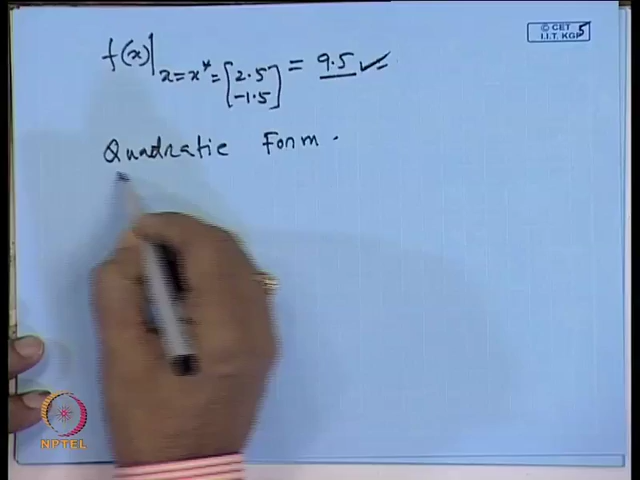 f(x)|x=x*=[2.5 -1.5] = 9.5 ✓
Quadratic Form.
© CET
I.I.T. KGP 5
NPTEL